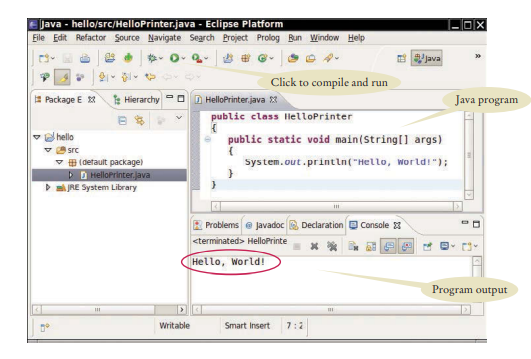 Java - hello/src/HelloPrinter.java - Eclipse Platform
File Edit Refactor Source Navigate Search Project Prolog Run Window Help
Java »
Click to compile and run
Package E Hierarchy
HelloPrinter.java
Java program
hello
src
(default package)
HelloPrinter.java
JRE System Library
public class HelloPrinter
{
public static void main(String[] args)
{
System.out.println("Hello, World!");
}
}
Problems @ Javadoc Declaration Console
<terminated> HelloPrinte
Hello, World!
Program output
Writable Smart Insert 7 : 2